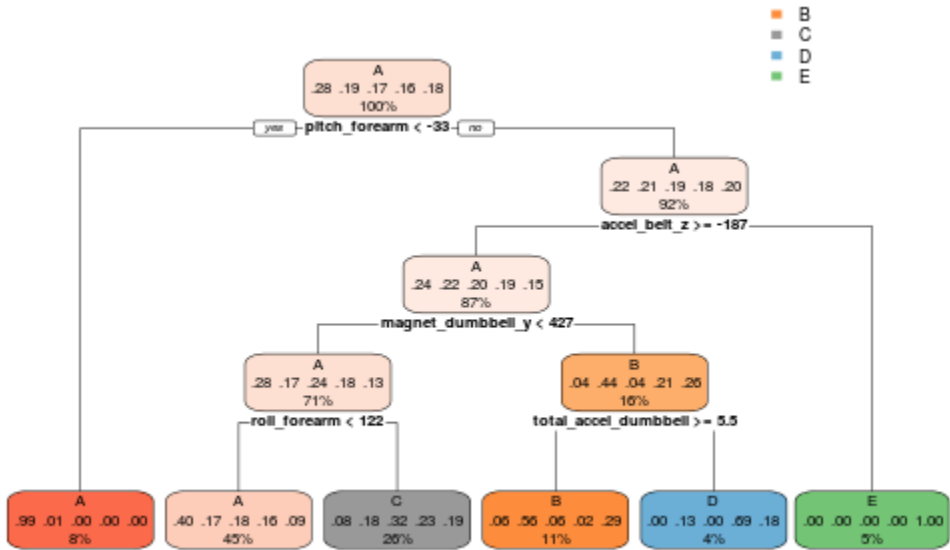 B
C
D
E
A
.28 .19 .17 .16 .18
100%
yes pitch_forearm < -33 no
A
.22 .21 .19 .18 .20
92%
accel_belt_z >= -187
A
.24 .22 .20 .19 .15
87%
magnet_dumbbell_y < 427
A
.28 .17 .24 .18 .13
71%
roll_forearm < 122
B
.04 .44 .04 .21 .26
16%
total_accel_dumbbell >= 5.5
A
.99 .01 .00 .00 .00
8%
A
.40 .17 .18 .16 .09
45%
C
.08 .18 .32 .23 .19
26%
B
.06 .56 .06 .02 .29
11%
D
.00 .13 .00 .69 .18
4%
E
.00 .00 .00 .00 1.00
5%